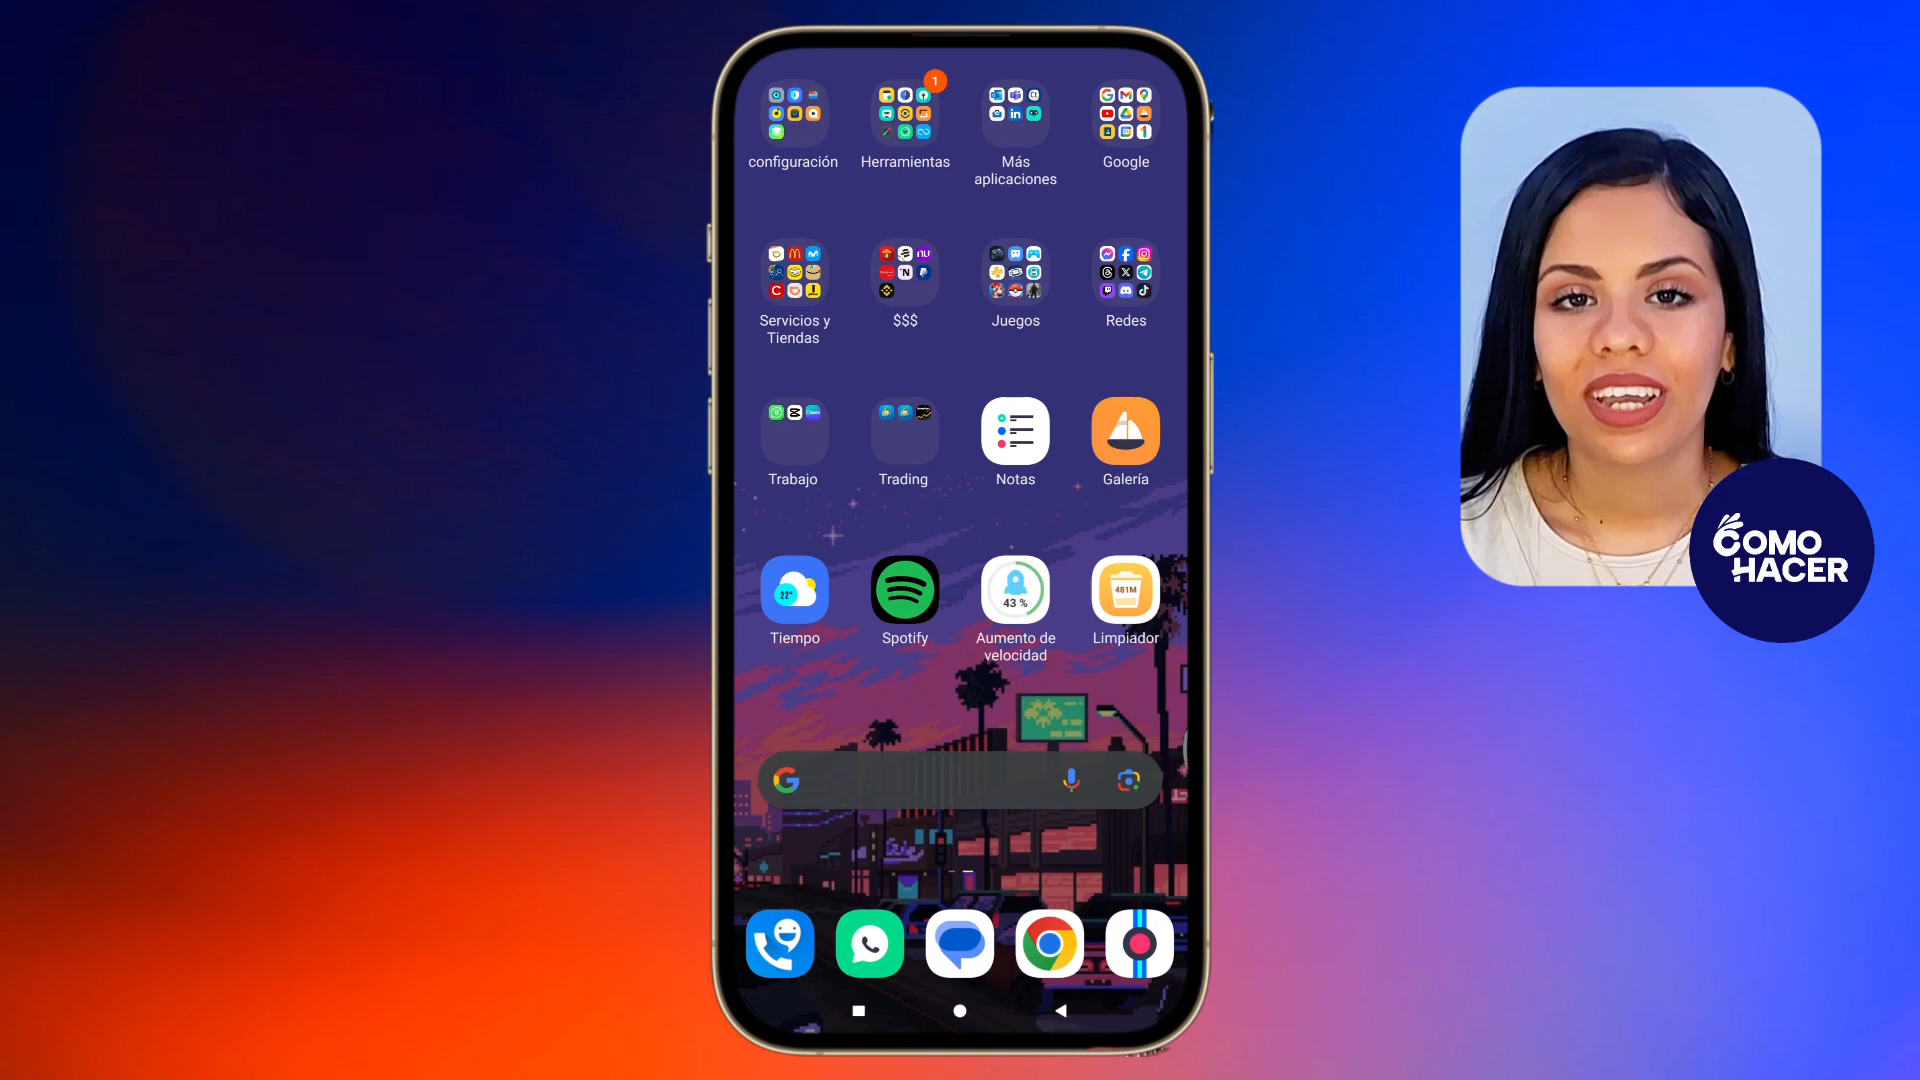 1
configuración
Herramientas
Más
aplicaciones
Google
Servicios y
Tiendas
$$$
Juegos
Redes
Trabajo
Trading
Notas
Galería
22°
43 %
481M
Tiempo
Spotify
Aumento de
velocidad
Limpiador
COMO
HACER